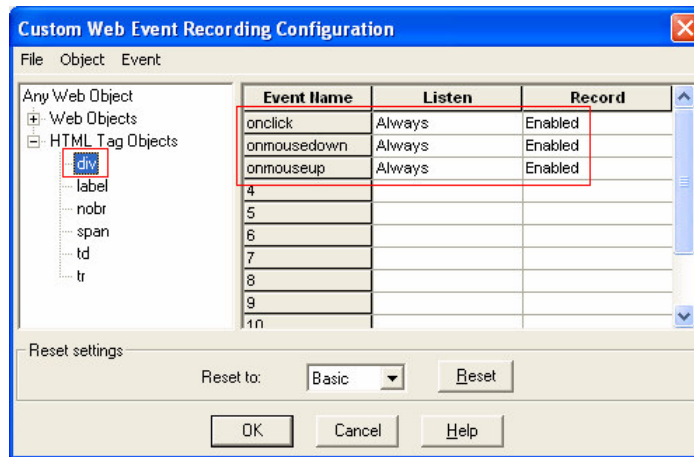 Custom Web Event Recording Configuration
File Object Event
Any Web Object
Web Objects
HTML Tag Objects
div
label
nobr
span
td
tr
Event Name Listen Record
onclick Always Enabled
onmousedown Always Enabled
onmouseup Always Enabled
4
5
6
7
8
9
10
Reset settings
Reset to: Basic Reset
OK Cancel Help